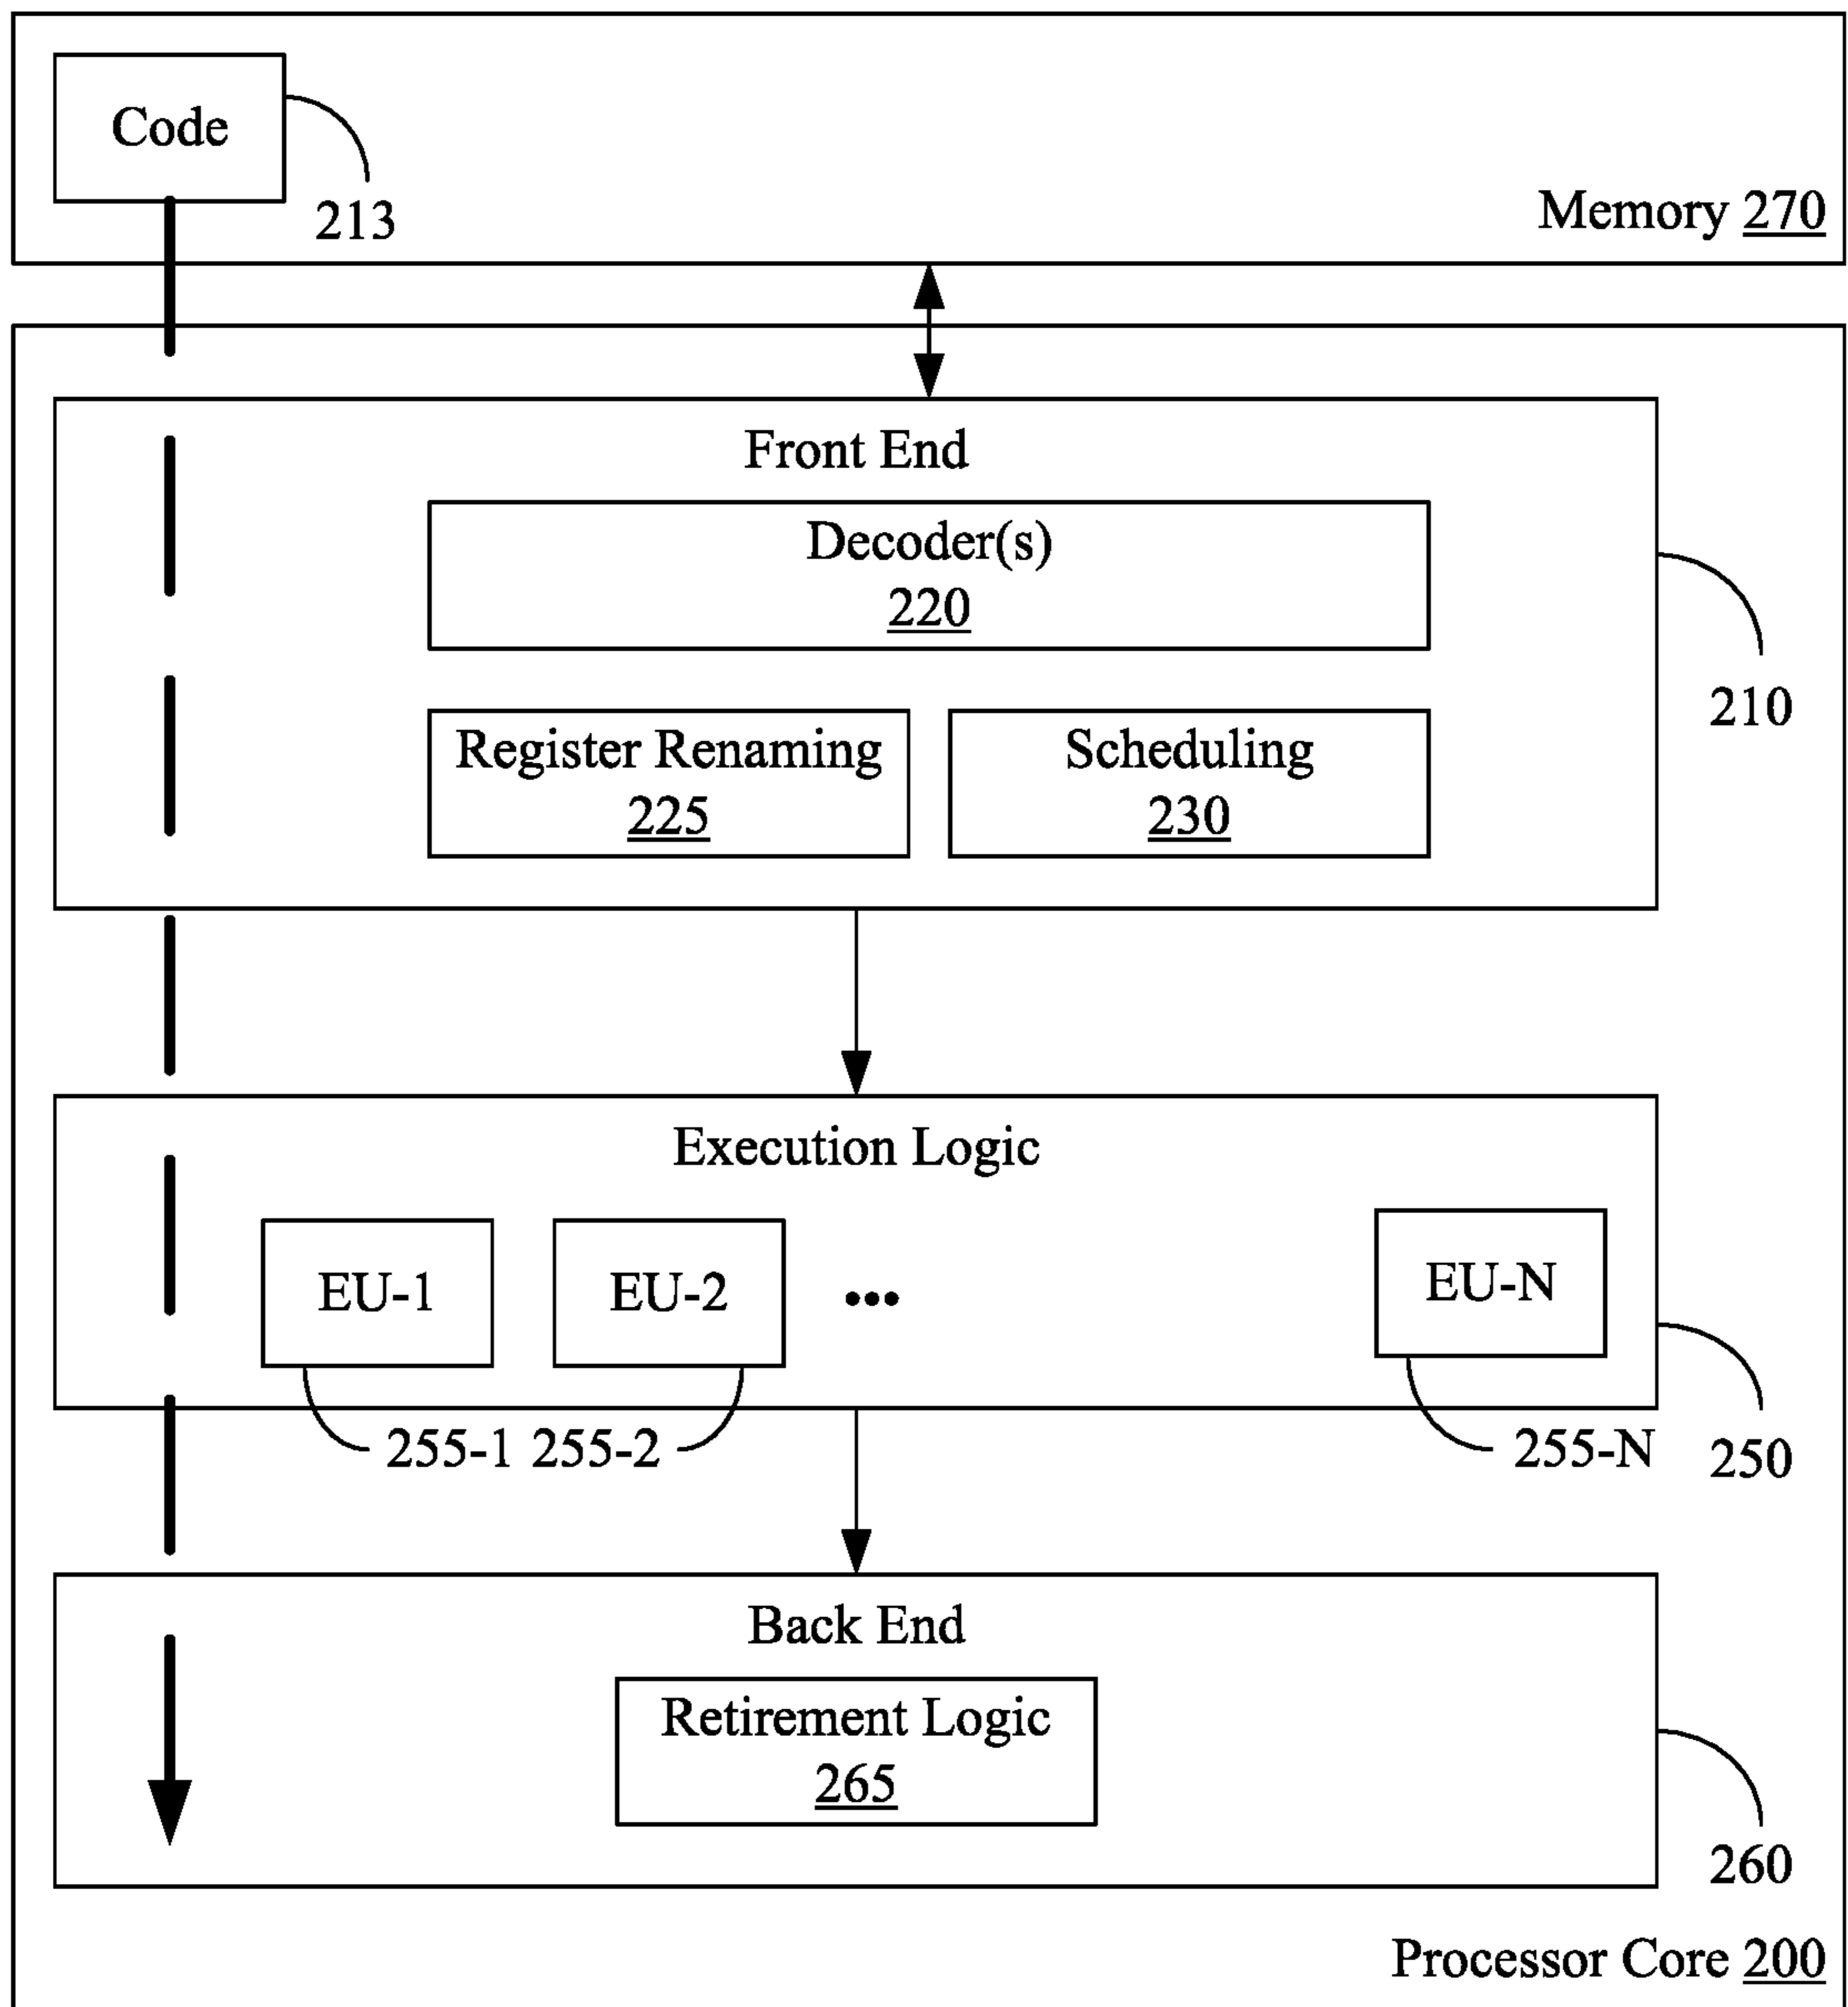 Code
213
Memory 270
Front End
Decoder(s)
220
210
Register Renaming
225
Scheduling
230
Execution Logic
EU-1
EU-2
•••
EU-N
255-1
255-2
255-N
250
Back End
Retirement Logic
265
260
Processor Core 200